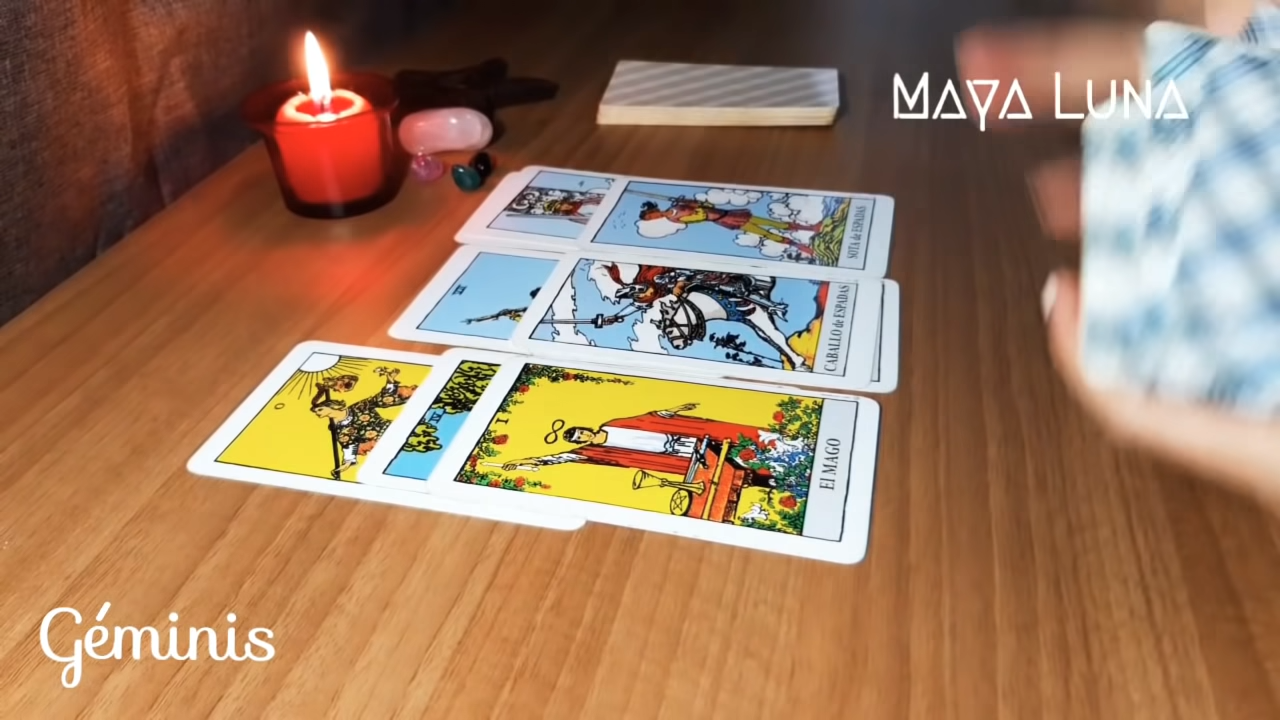 MAYA LUNA
SOTA de ESPADAS
CABALLO de ESPADAS
I
El MAGO
Géminis